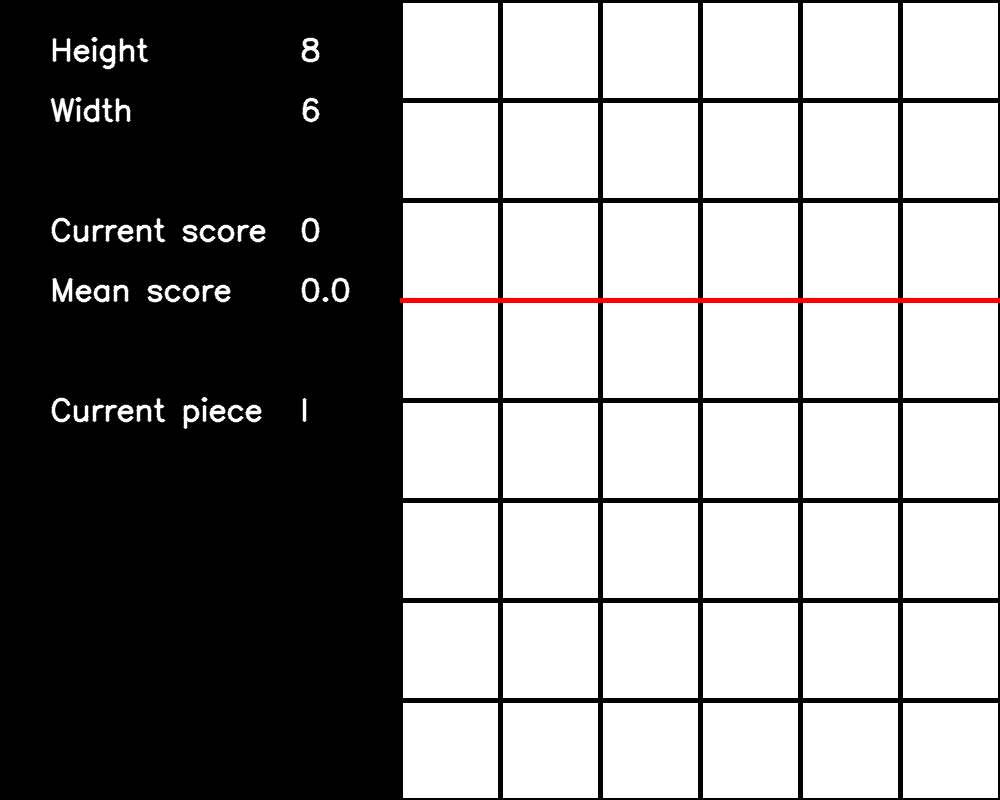 Height 8
Width 6
Current score 0
Mean score 0.0
Current piece I